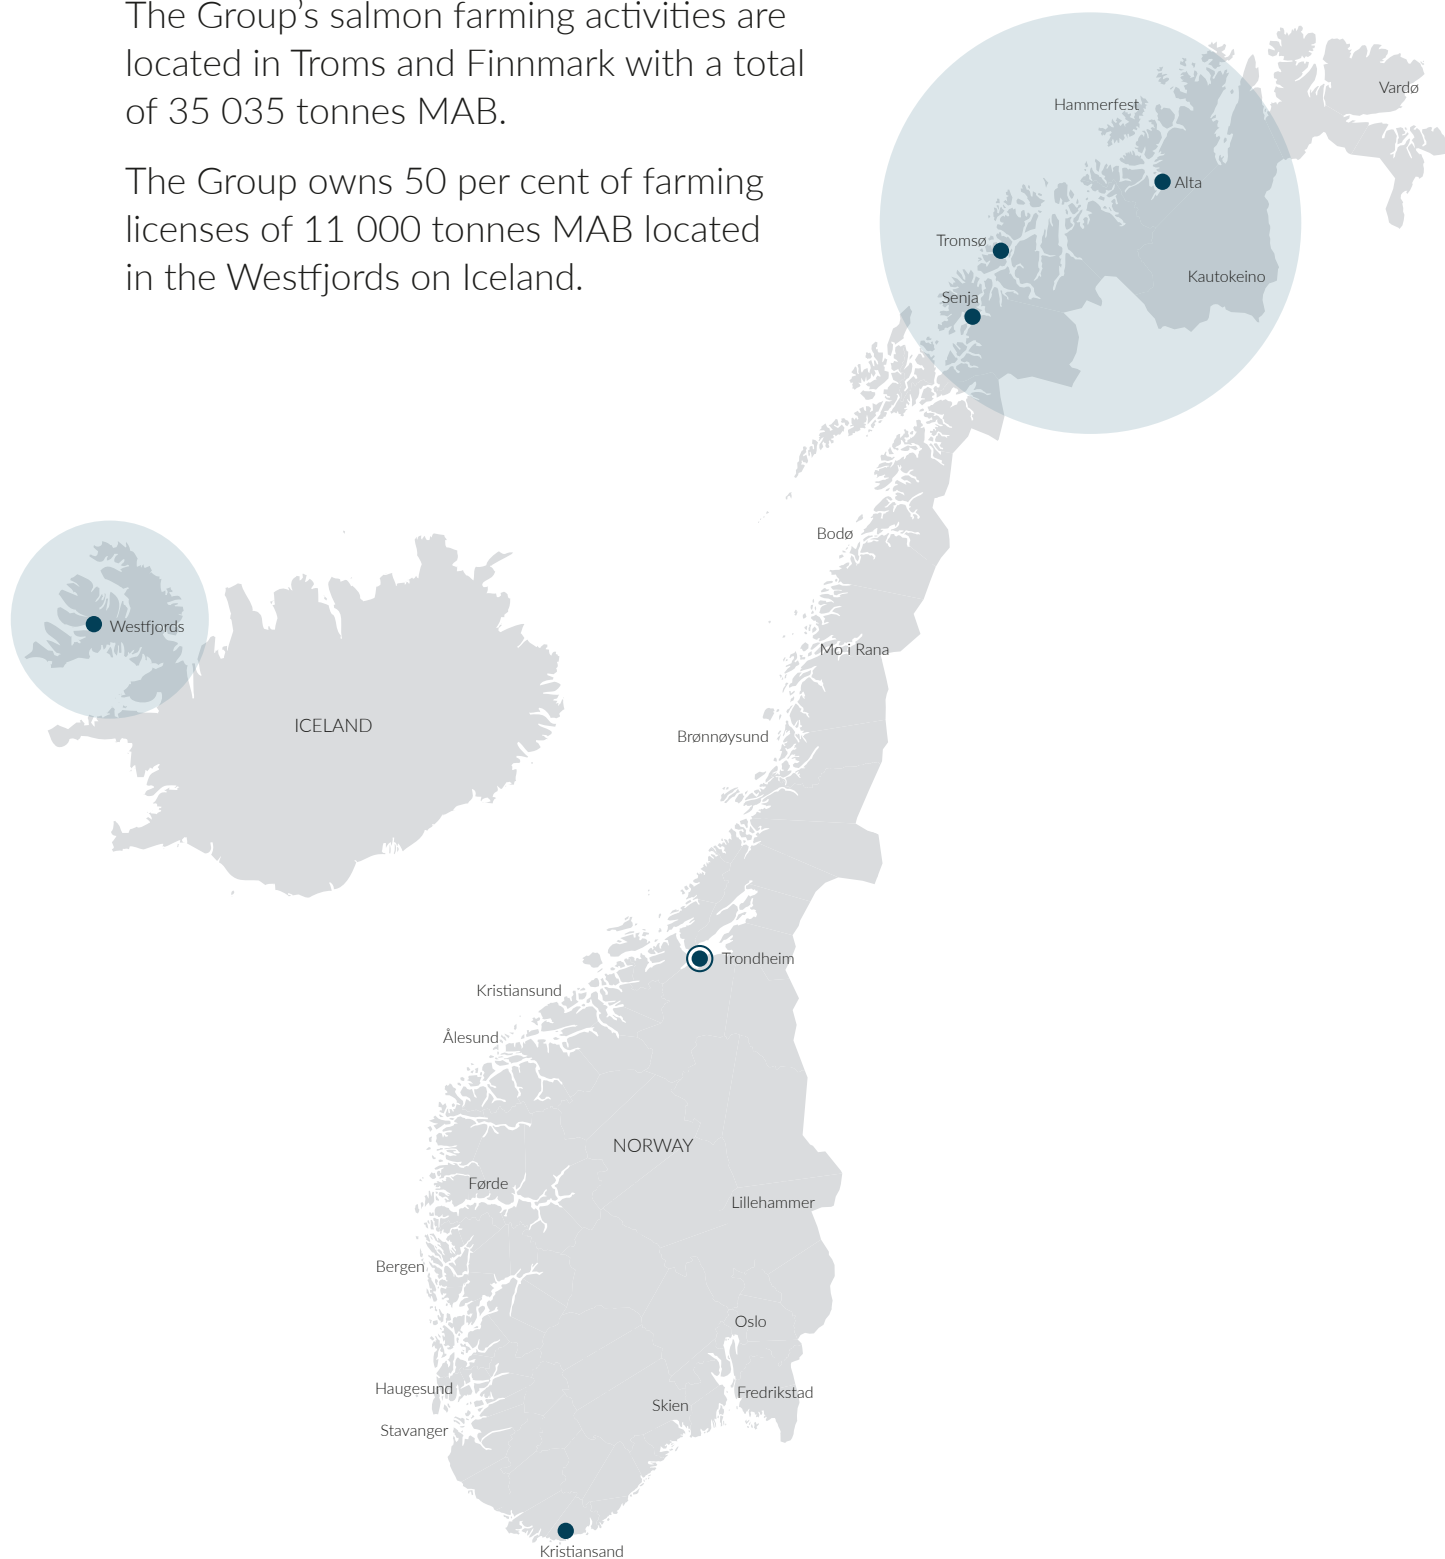 The Group’s salmon farming activities are
located in Troms and Finnmark with a total
of 35 035 tonnes MAB.
The Group owns 50 per cent of farming
licenses of 11 000 tonnes MAB located
in the Westfjords on Iceland.
Vardø
Hammerfest
Alta
Tromsø
Kautokeino
Senja
Bodø
Westfjords
Mo i Rana
ICELAND
Brønnøysund
Trondheim
Kristiansund
Ålesund
NORWAY
Førde
Lillehammer
Bergen
Oslo
Haugesund
Fredrikstad
Skien
Stavanger
Kristiansand